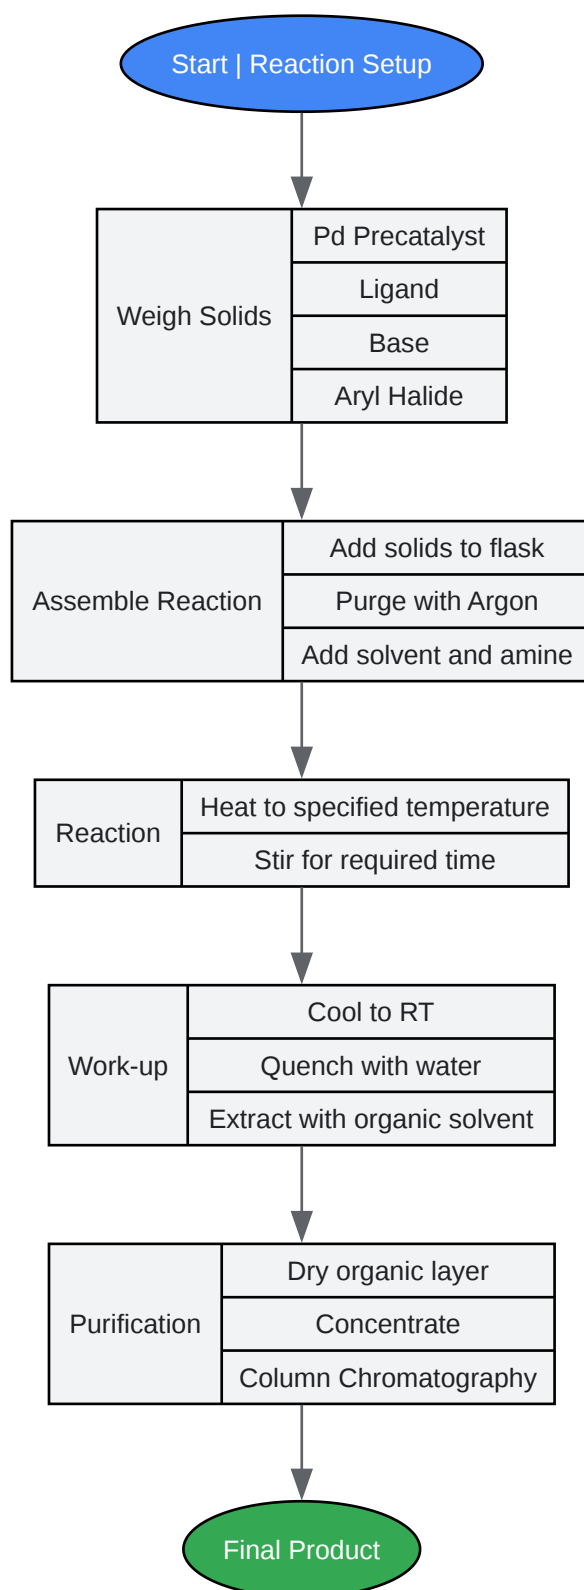 Start | Reaction Setup
Weigh Solids
Pd Precatalyst
Ligand
Base
Aryl Halide
Assemble Reaction
Add solids to flask
Purge with Argon
Add solvent and amine
Reaction
Heat to specified temperature
Stir for required time
Work-up
Cool to RT
Quench with water
Extract with organic solvent
Purification
Dry organic layer
Concentrate
Column Chromatography
Final Product